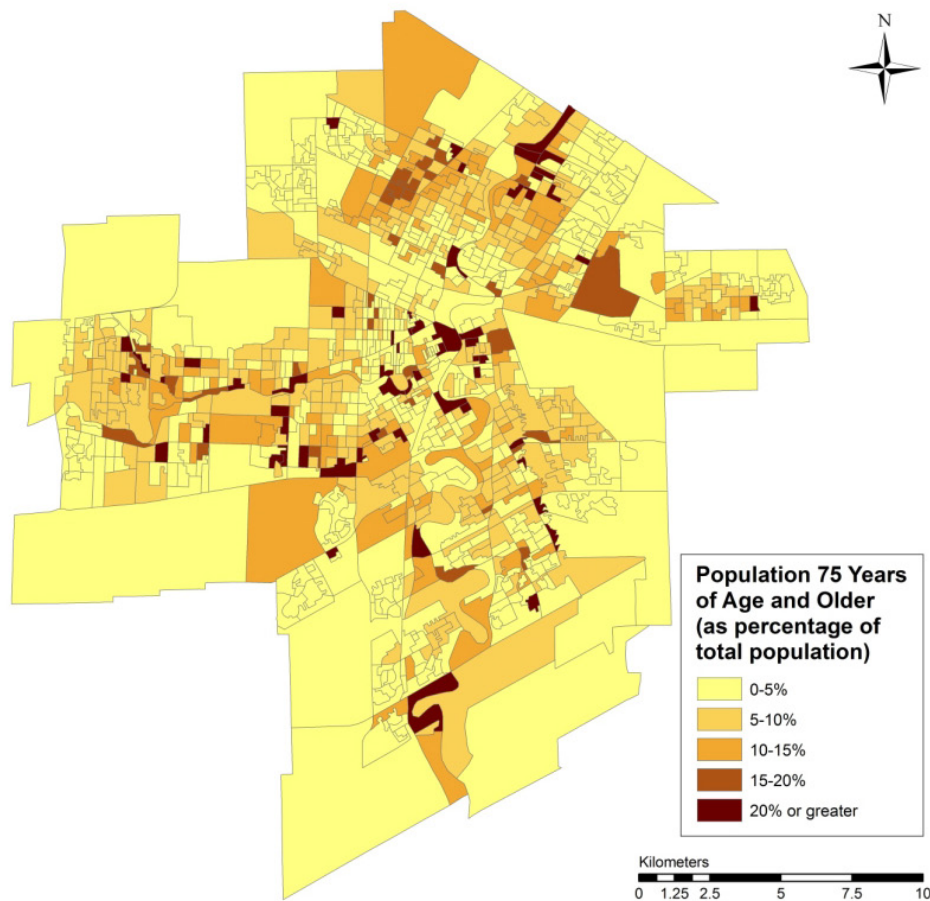 N
Population 75 Years
of Age and Older
(as percentage of
total population)
0-5%
5-10%
10-15%
15-20%
20% or greater
Kilometers
0 1.25 2.5 5 7.5 10